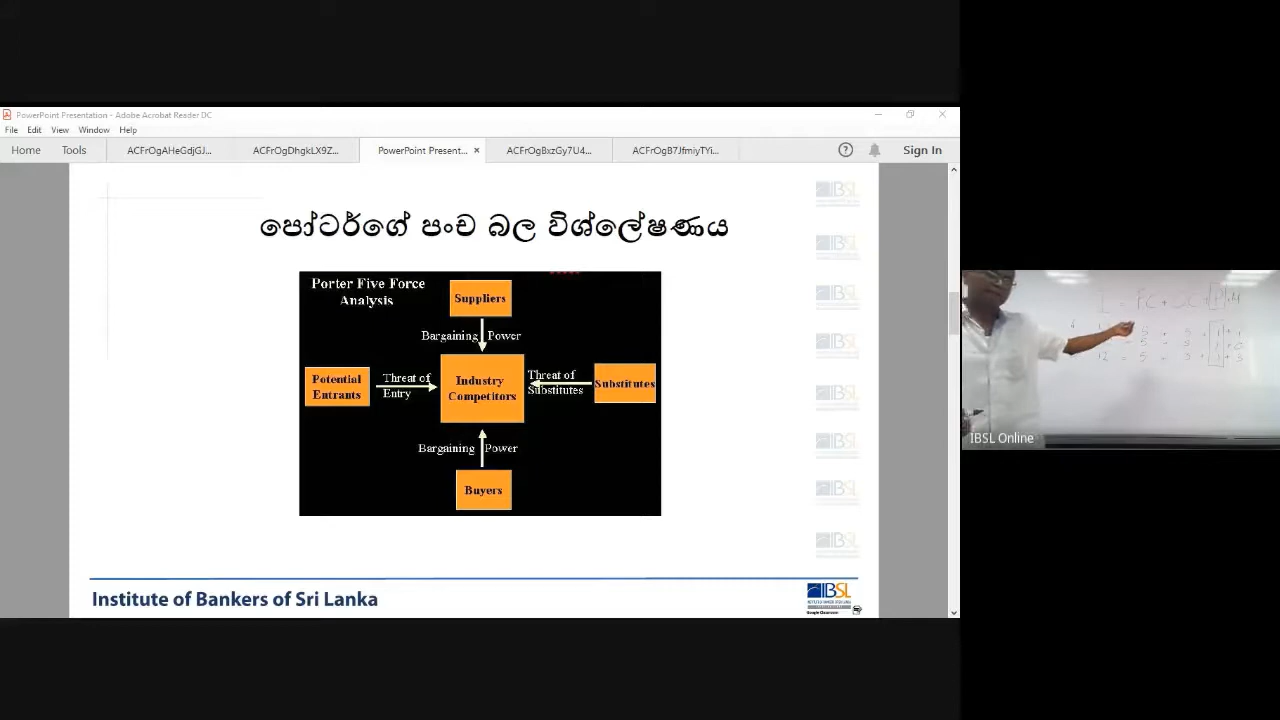 PowerPoint Presentation - Adobe Acrobat Reader DC
File Edit View Window Help
Home Tools ACFrOgAHeGdjGJ... ACFrOgDhgkLX9Z... PowerPoint Present... × ACFrOgBxzGy7U4... ACFrOgB7JfmiyTYi... ? Sign In
පෝටර්ගේ පංච බල විශ්ලේෂණය
Porter Five Force
Analysis
Suppliers
Bargaining Power
Potential
Entrants
Threat of
Entry
Industry
Competitors
Threat of
Substitutes
Substitutes
Bargaining Power
Buyers
Institute of Bankers of Sri Lanka
IBSL
IBSL Online